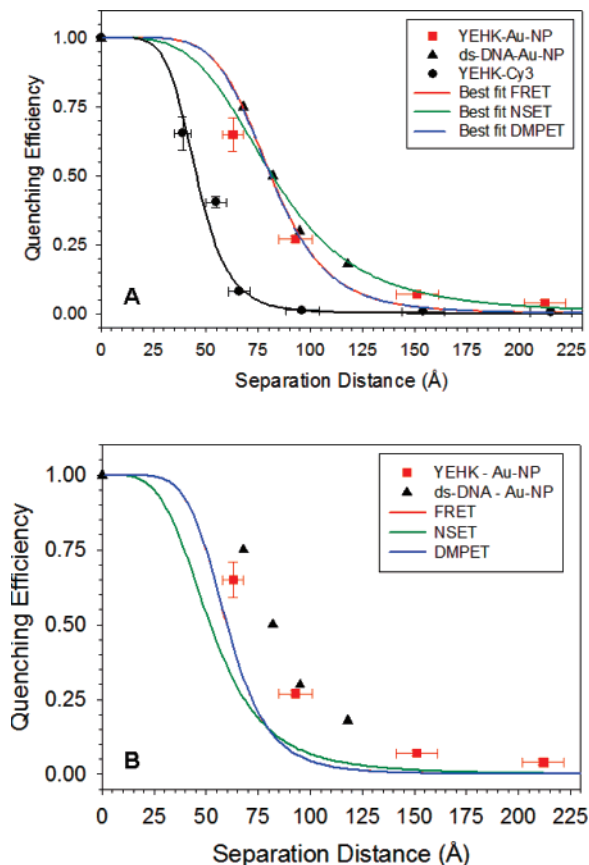 YEHK-Au-NP
ds-DNA-Au-NP
YEHK-Cy3
Best fit FRET
Best fit NSET
Best fit DMPET
Quenching Efficiency
1.00
0.75
0.50
0.25
0.00
A
0 25 50 75 100 125 150 175 200 225
Separation Distance (Å)
YEHK - Au-NP
ds-DNA - Au-NP
FRET
NSET
DMPET
Quenching Efficiency
1.00
0.75
0.50
0.25
0.00
B
0 25 50 75 100 125 150 175 200 225
Separation Distance (Å)